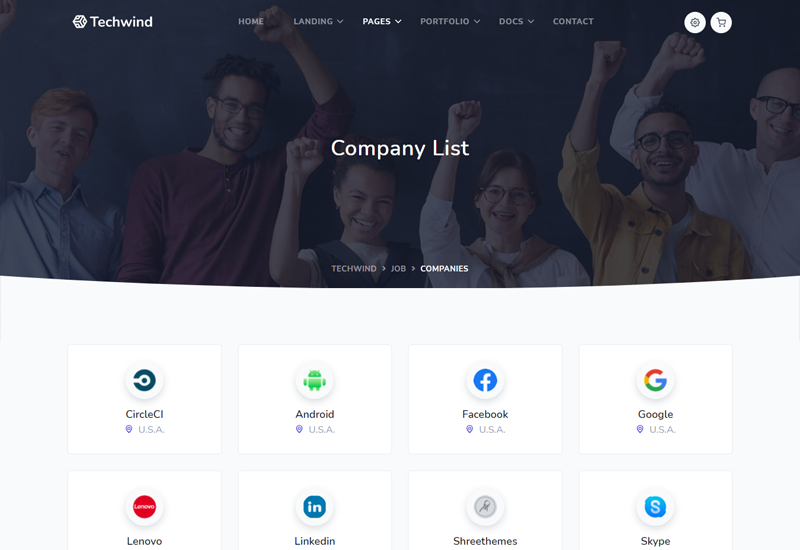 Techwind
HOME LANDING PAGES PORTFOLIO DOCS CONTACT
Company List
TECHWIND > JOB > COMPANIES
CircleCI
U.S.A.
Android
U.S.A.
Facebook
U.S.A.
Google
U.S.A.
Lenovo
Lenovo
in
Linkedin
Shreethemes
S
Skype